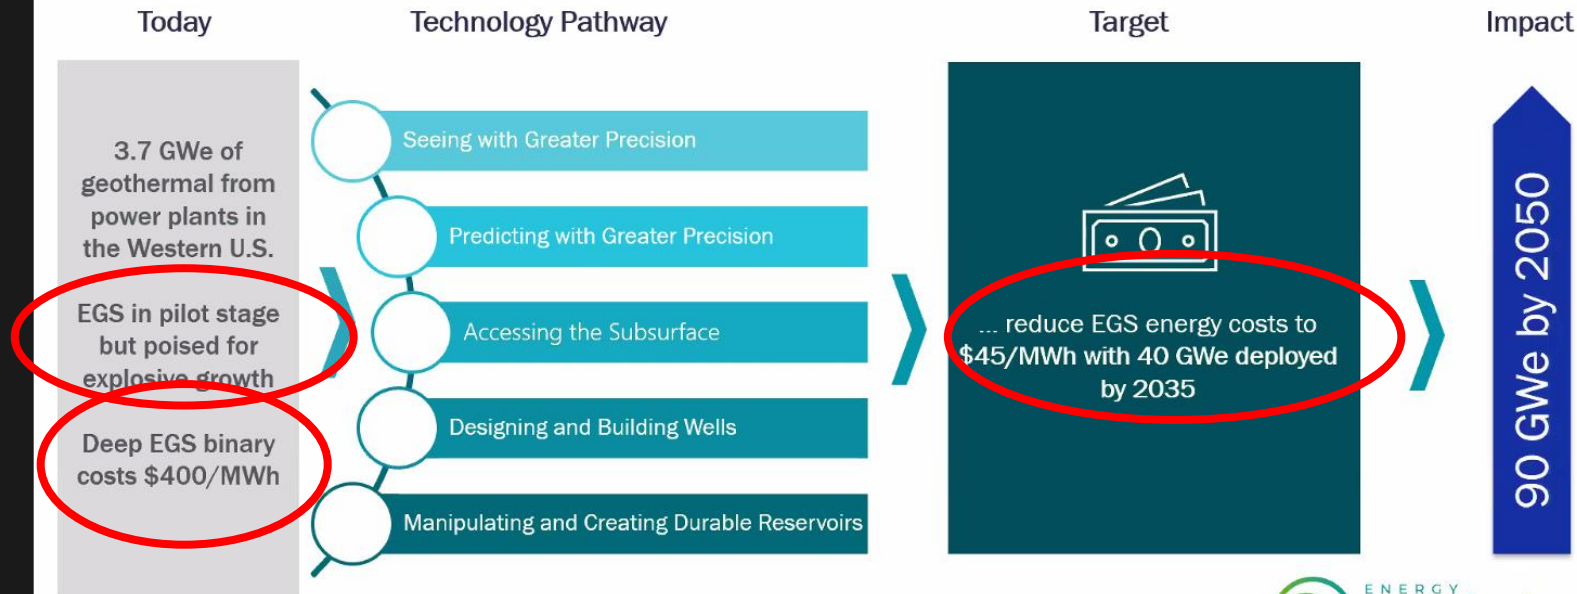 Today
Technology Pathway
Target
Impact
3.7 GWe of
geothermal from
power plants in
the Western U.S.
EGS in pilot stage
but poised for
explosive growth
Deep EGS binary
costs $400/MWh
Seeing with Greater Precision
Predicting with Greater Precision
Accessing the Subsurface
Designing and Building Wells
Manipulating and Creating Durable Reservoirs
... reduce EGS energy costs to
$45/MWh with 40 GWe deployed
by 2035
90 GWe by 2050
ENERGY